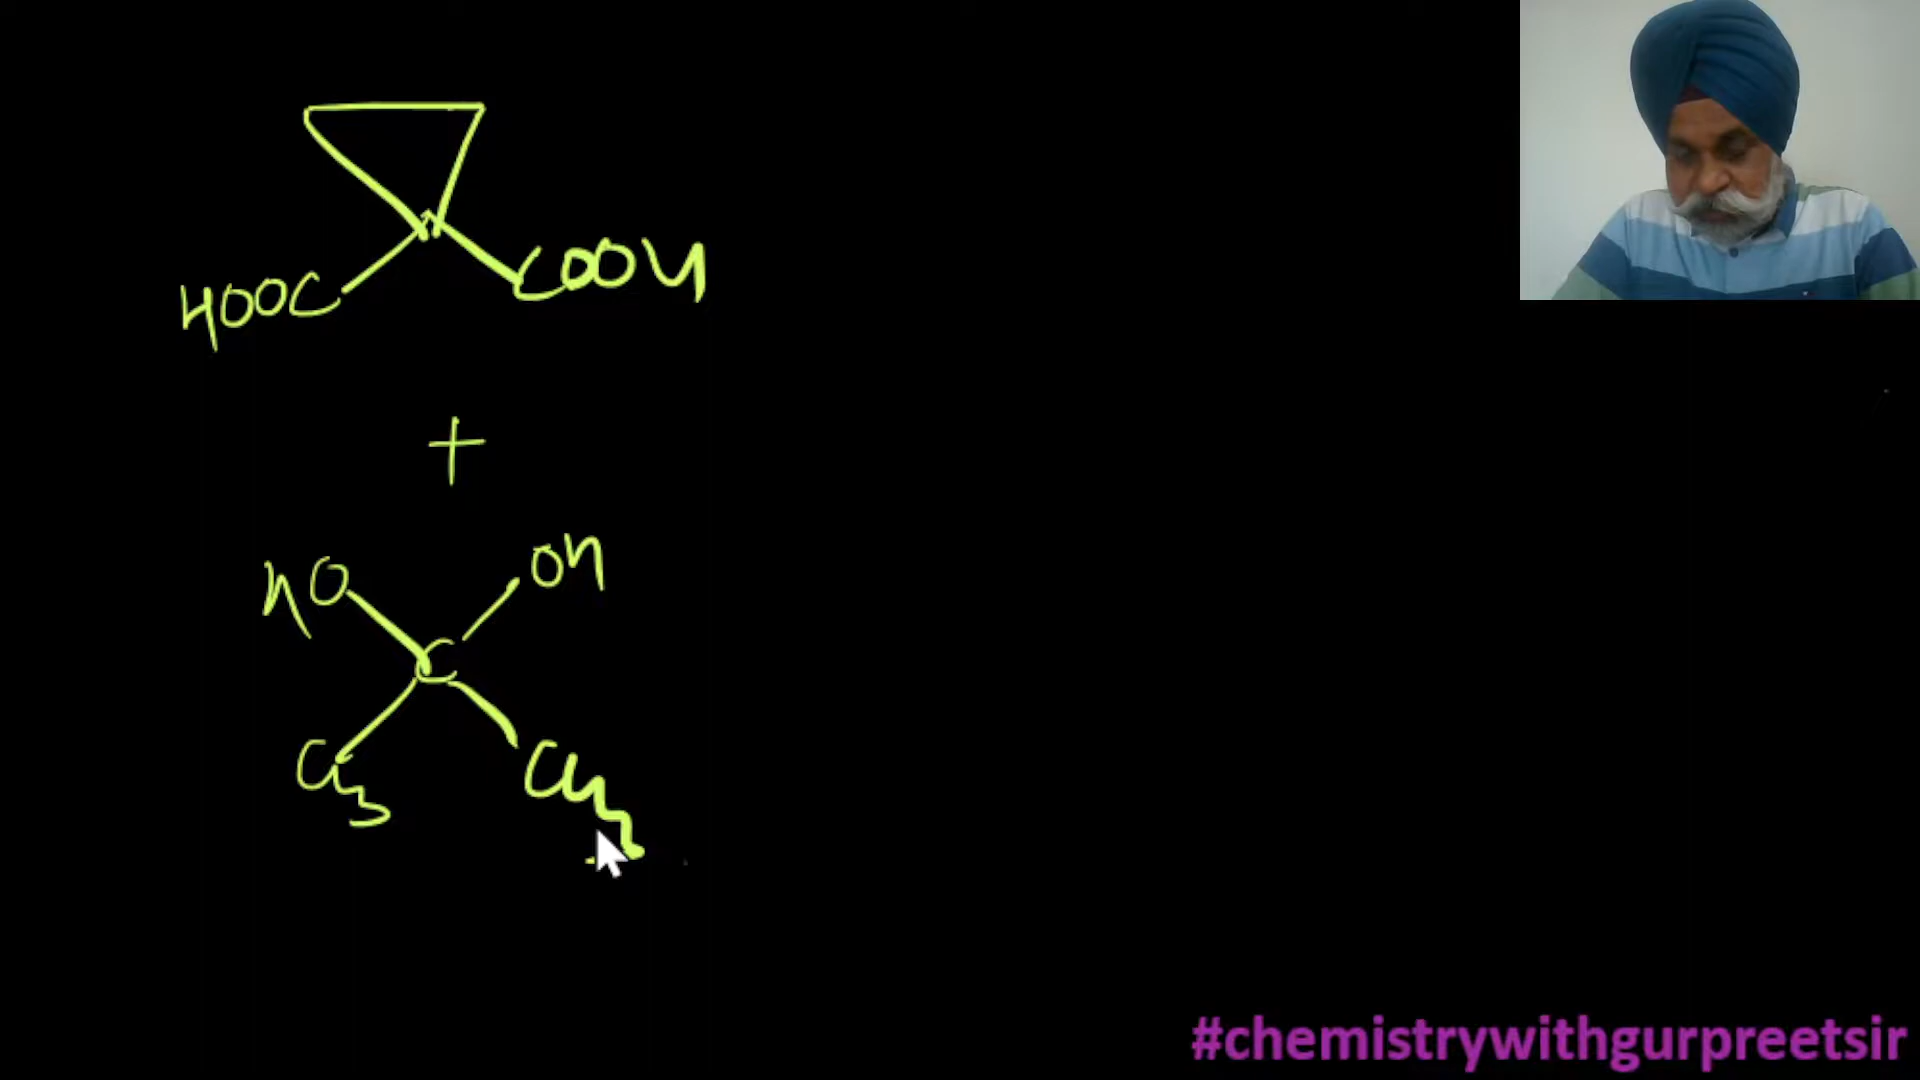 HOOC COOH
+
HO OH
C
CH3 CH3
#chemistrywithgurpreetsir